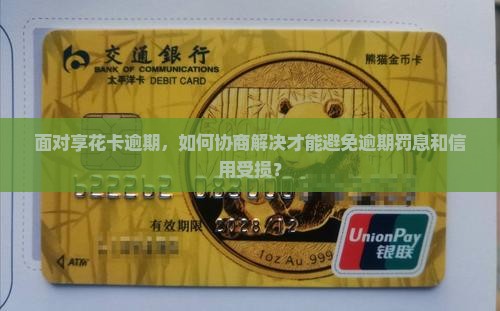 交通銀行
BANK OF COMMUNICATIONS
太平洋卡 DEBIT CARD
熊猫金币卡
面对享花卡逾期，如何协商解决才能避免逾期罚息和信
用受损？
622262
有效期限 2028/12
1oz Au .999
ATM
UnionPay
银联